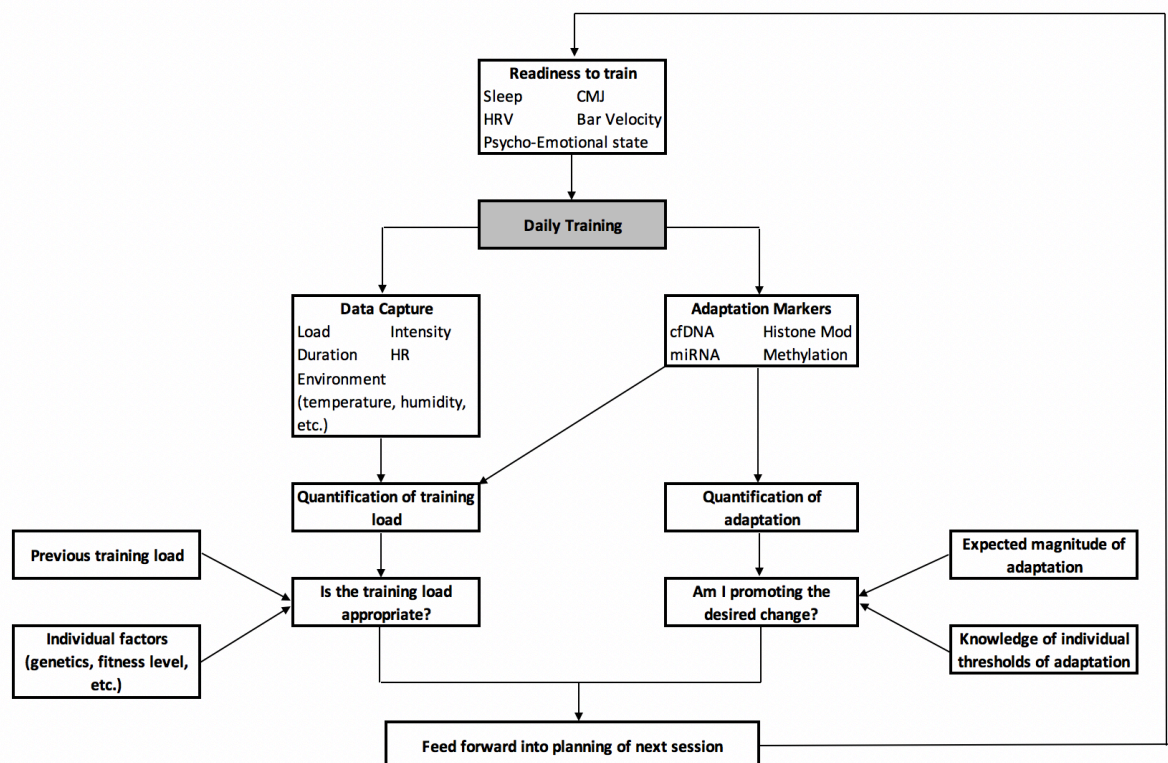 Readiness to train
Sleep CMJ
HRV Bar Velocity
Psycho-Emotional state
Daily Training
Data Capture
Load Intensity
Duration HR
Environment
(temperature, humidity,
etc.)
Adaptation Markers
cfDNA Histone Mod
miRNA Methylation
Quantification of training
load
Quantification of
adaptation
Previous training load
Individual factors
(genetics, fitness level,
etc.)
Is the training load
appropriate?
Am I promoting the
desired change?
Expected magnitude of
adaptation
Knowledge of individual
thresholds of adaptation
Feed forward into planning of next session